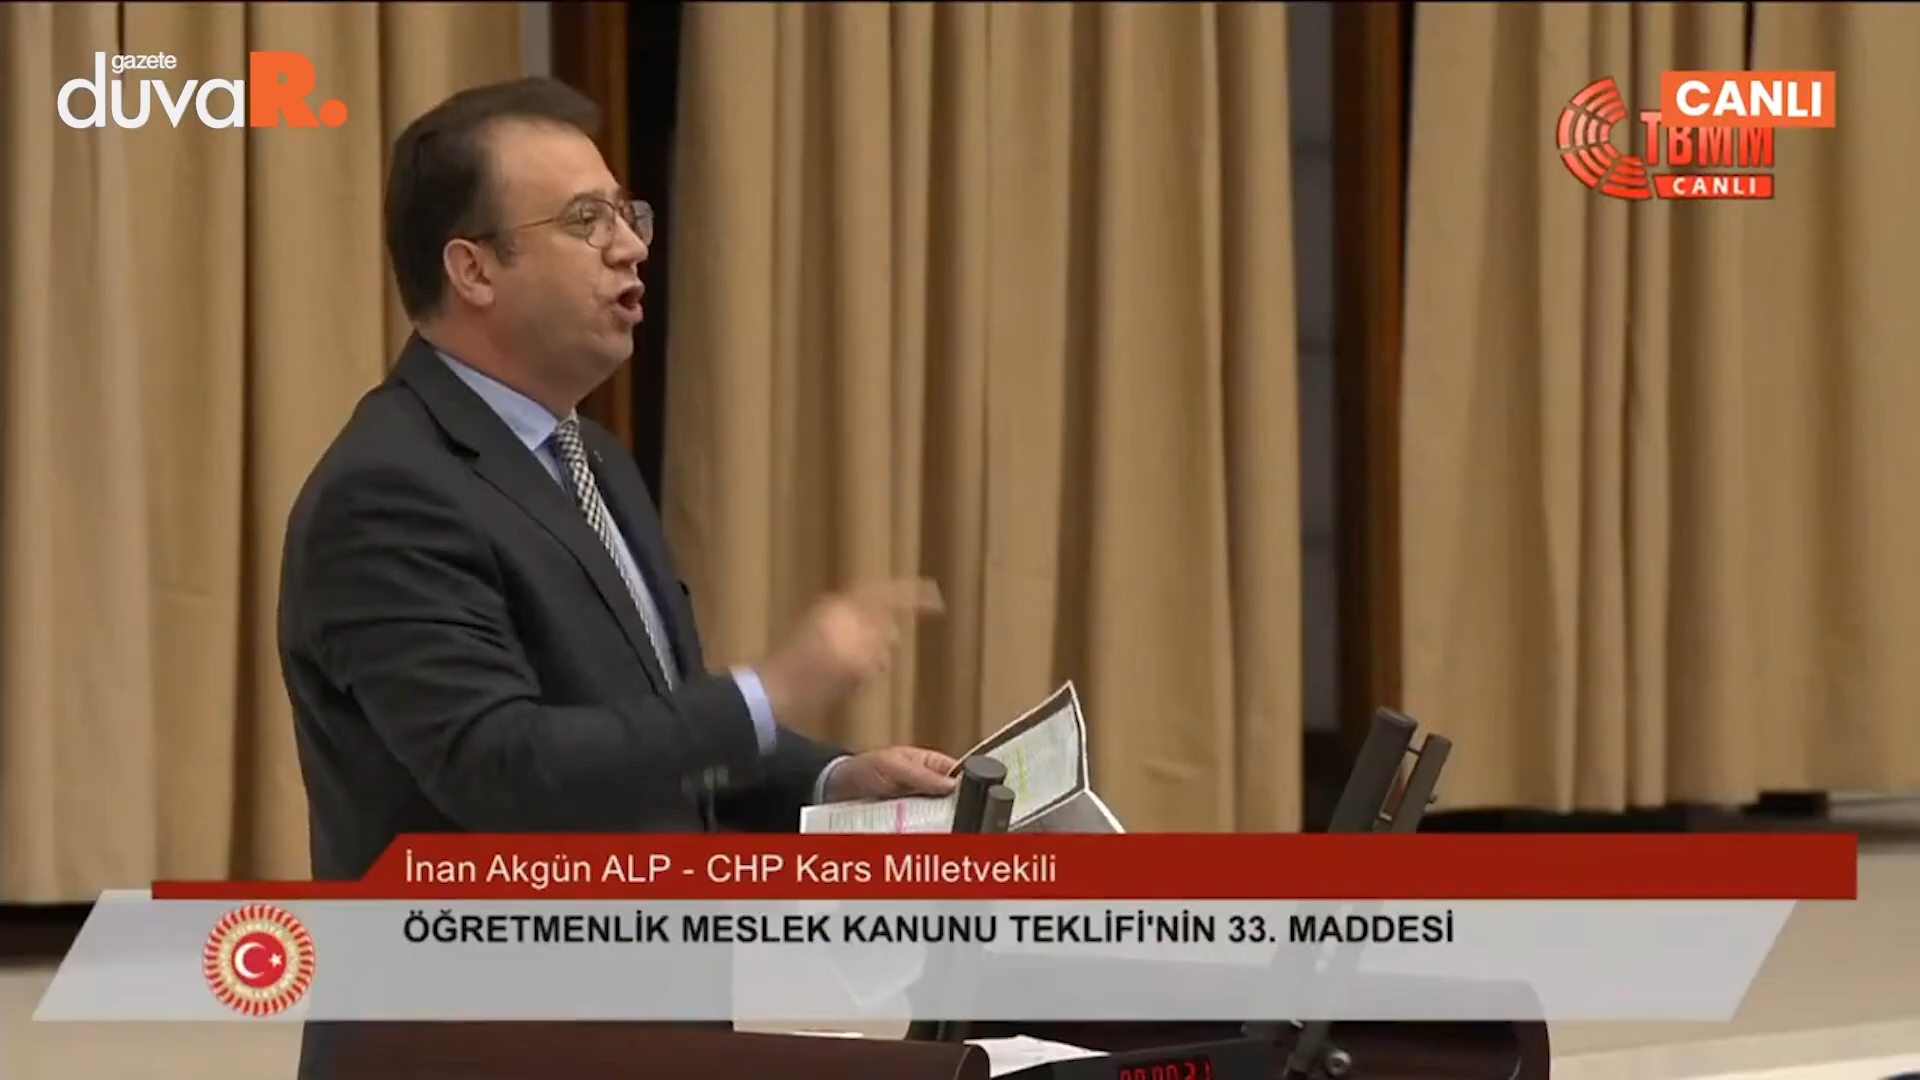 gazete
duvaR.
CANLI
TBMM
CANLI
İnan Akgün ALP - CHP Kars Milletvekili
ÖĞRETMENLİK MESLEK KANUNU TEKLİFİ'NİN 33. MADDESİ